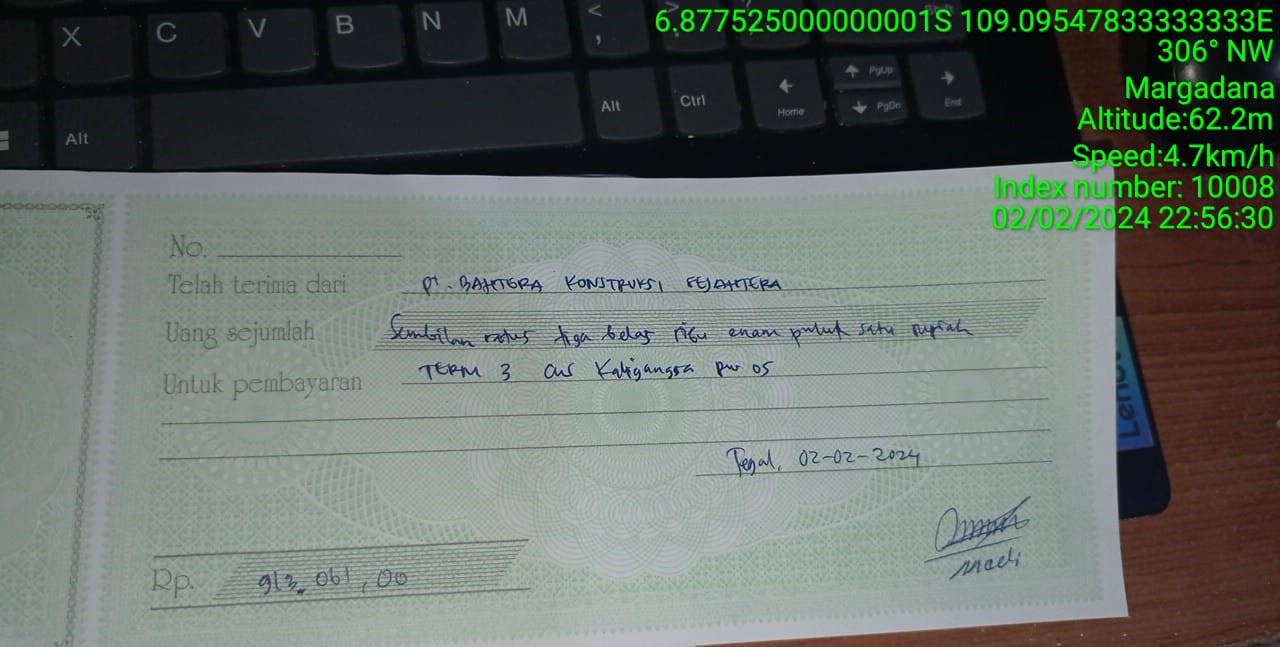 6.877525000000001S 109.09547833333333E
306° NW
Margadana
Altitude:62.2m
Speed:4.7km/h
Index number: 10008
02/02/2024 22:56:30
X C V B N M < ,
Alt Alt Ctrl Home PgUp PgDn End
No.
Telah terima dari PT. BAHTERA KONSTRUKSI SEJAHTERA
Uang sejumlah Sembilan ratus tiga belas ribu enam puluh satu rupiah
Untuk pembayaran TERM 3 Kaligangsa RW 05
Tegal, 02-02-2024
Rp. 913.061,00
Madi
Leno